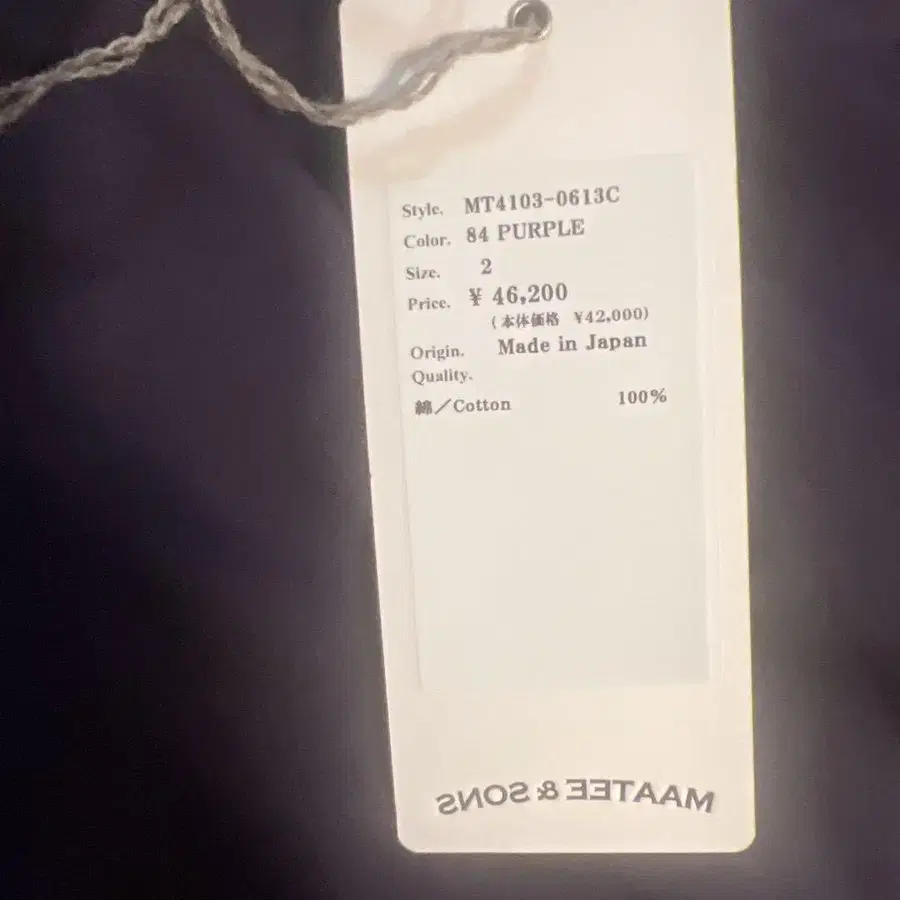 Style. MT4103-0613C
Color. 84 PURPLE
Size. 2
Price. ¥ 46,200
(本体価格 ¥42,000)
Origin. Made in Japan
Quality.
綿／Cotton 100%
MAATEE & SONS